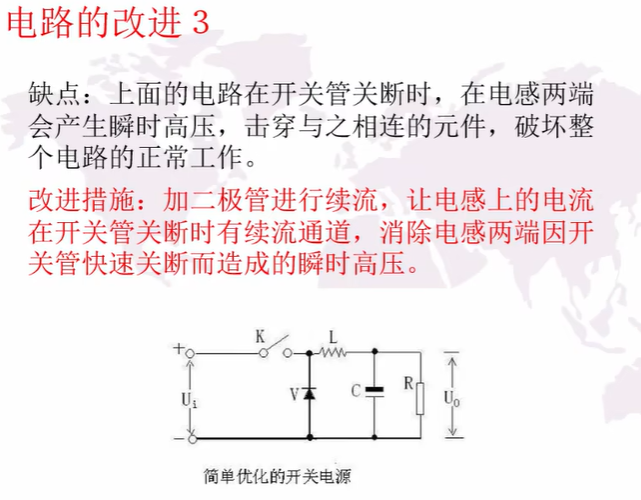 电路的改进 3
缺点：上面的电路在开关管关断时，在电感两端
会产生瞬时高压，击穿与之相连的元件，破坏整
个电路的正常工作。
改进措施：加二极管进行续流，让电感上的电流
在开关管关断时有续流通道，消除电感两端因开
关管快速关断而造成的瞬时高压。
K L
+
Ui V C R Uo
−
简单优化的开关电源